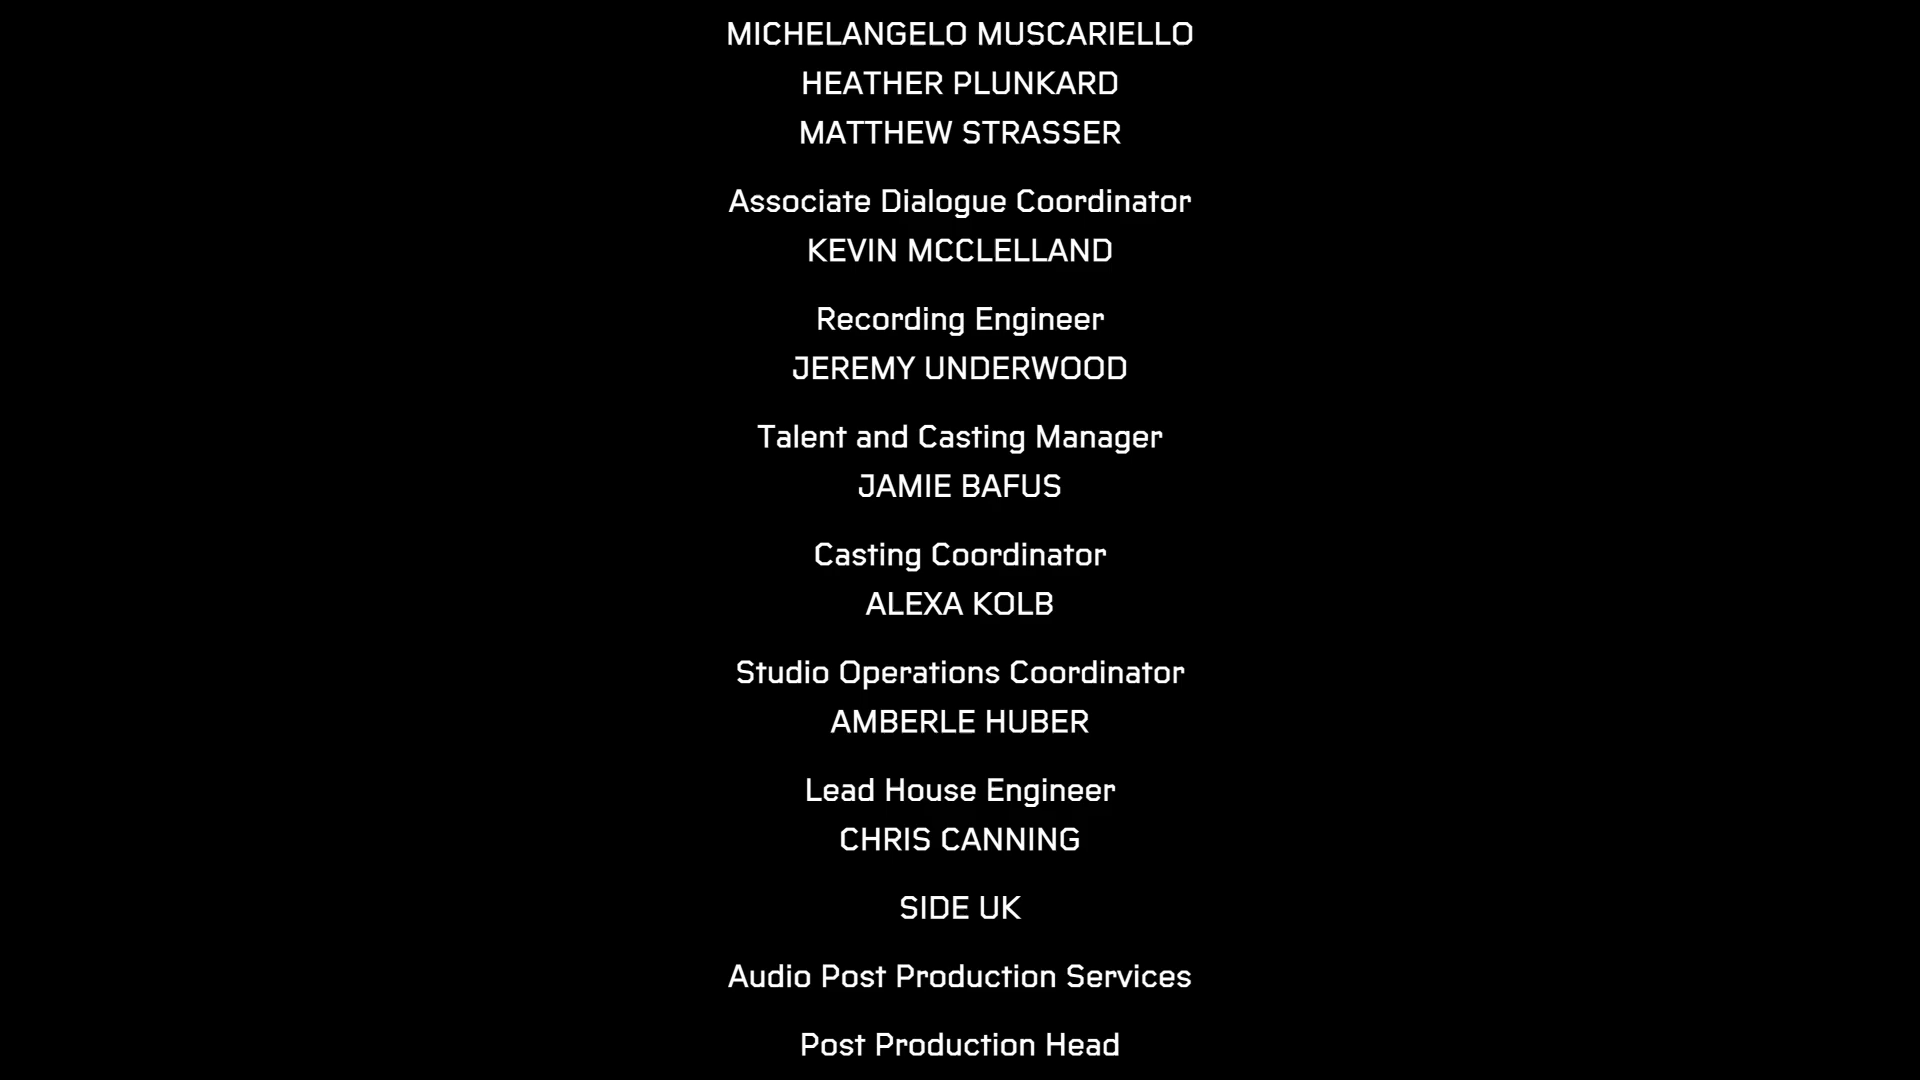 MICHELANGELO MUSCARIELLO
HEATHER PLUNKARD
MATTHEW STRASSER
Associate Dialogue Coordinator
KEVIN MCCLELLAND
Recording Engineer
JEREMY UNDERWOOD
Talent and Casting Manager
JAMIE BAFUS
Casting Coordinator
ALEXA KOLB
Studio Operations Coordinator
AMBERLE HUBER
Lead House Engineer
CHRIS CANNING
SIDE UK
Audio Post Production Services
Post Production Head